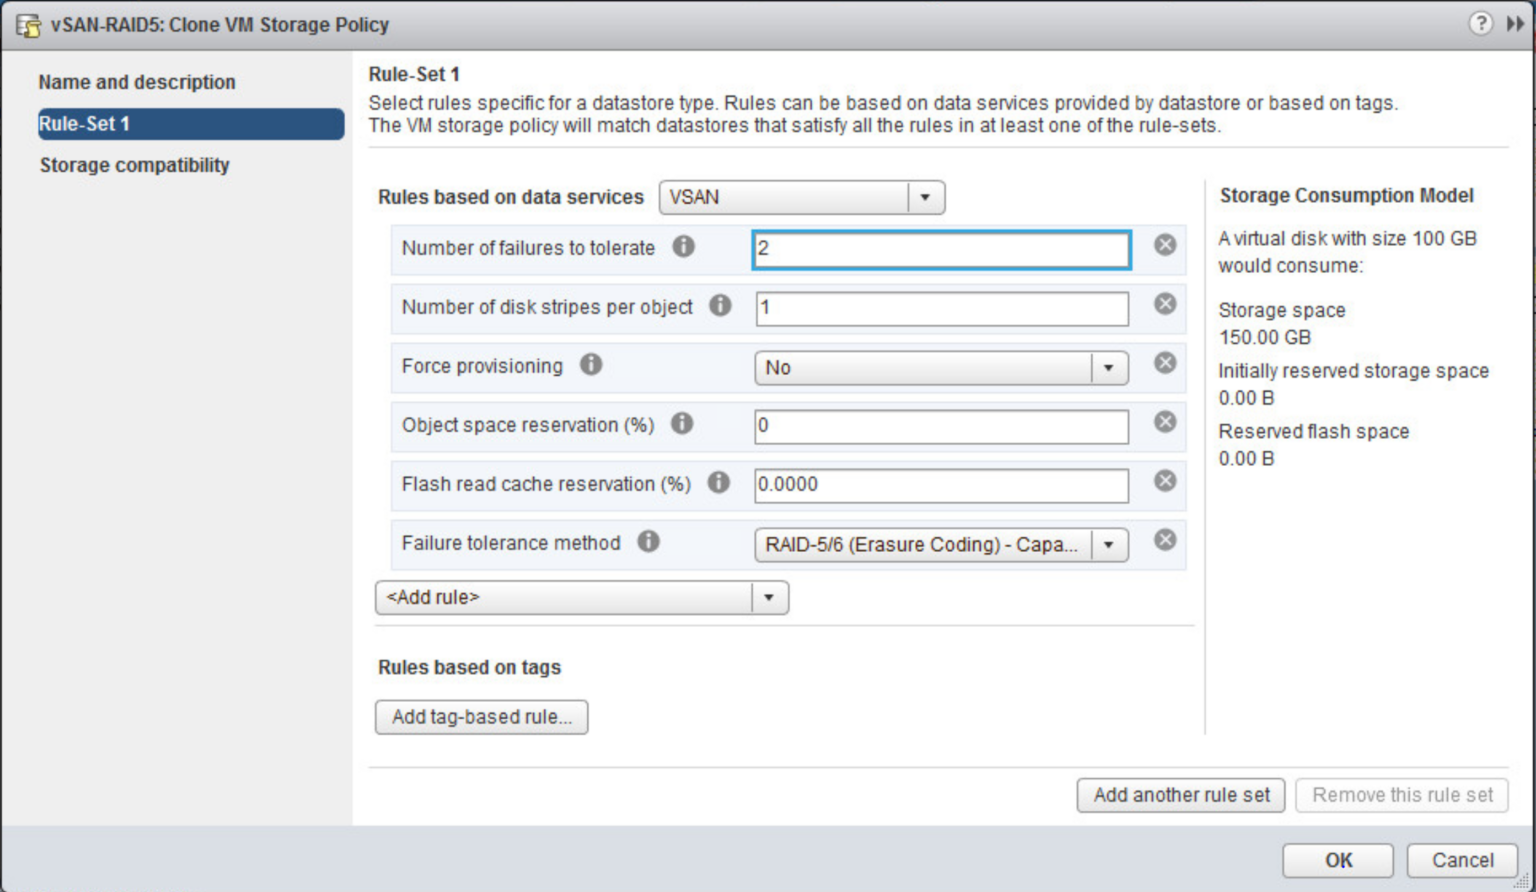 vSAN-RAID5: Clone VM Storage Policy
Name and description
Rule-Set 1
Storage compatibility
Rule-Set 1
Select rules specific for a datastore type. Rules can be based on data services provided by datastore or based on tags.
The VM storage policy will match datastores that satisfy all the rules in at least one of the rule-sets.
Rules based on data services VSAN
Number of failures to tolerate 2
Number of disk stripes per object 1
Force provisioning No
Object space reservation (%) 0
Flash read cache reservation (%) 0.0000
Failure tolerance method RAID-5/6 (Erasure Coding) - Capa...
<Add rule>
Rules based on tags
Add tag-based rule...
Storage Consumption Model
A virtual disk with size 100 GB
would consume:
Storage space
150.00 GB
Initially reserved storage space
0.00 B
Reserved flash space
0.00 B
Add another rule set Remove this rule set
OK Cancel